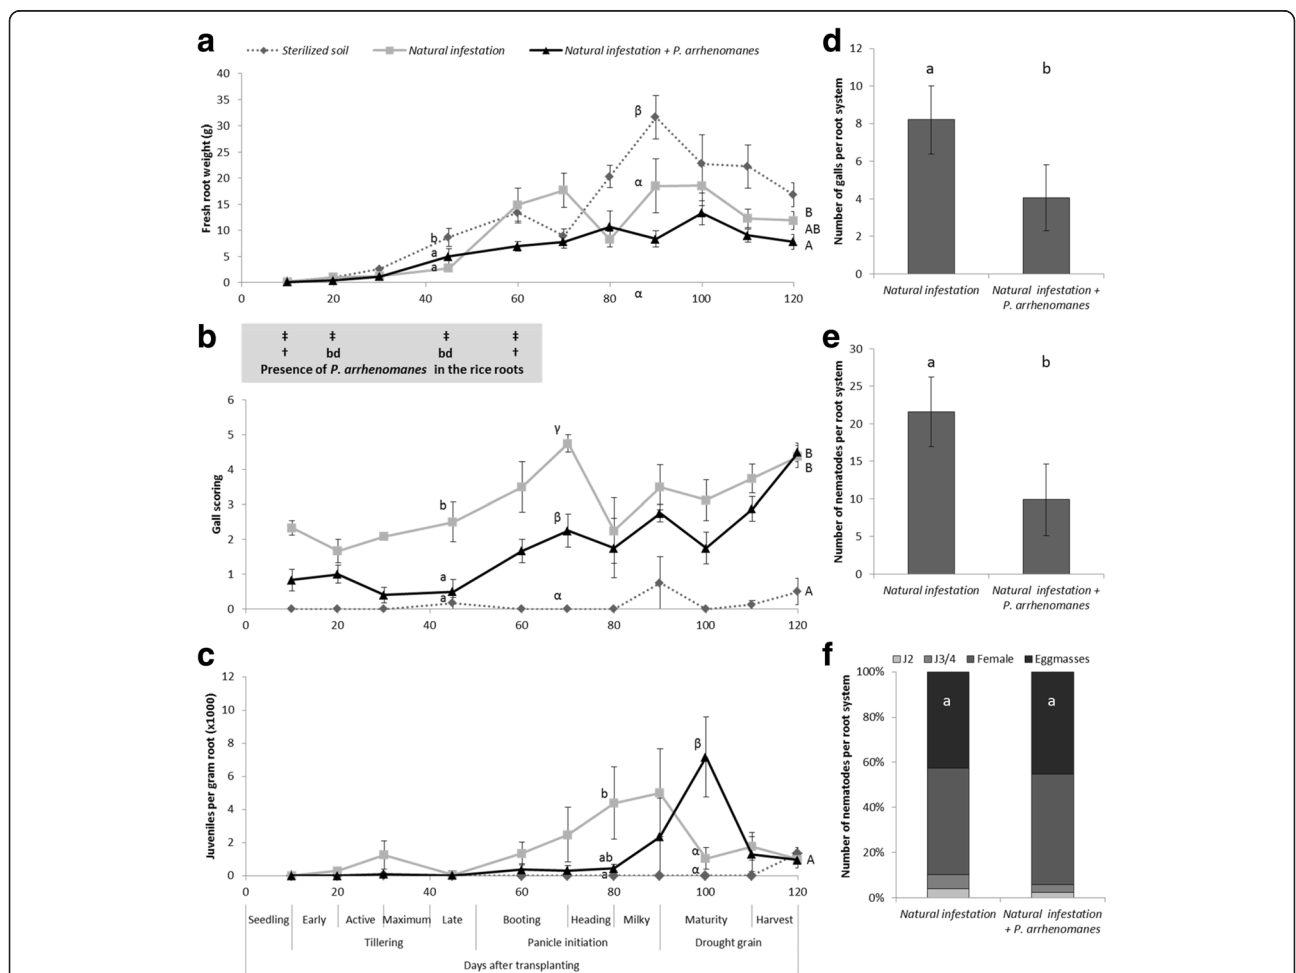 a
Sterilized soil
Natural infestation
Natural infestation + P. arrhenomanes
Fresh root weight (g)
40
35
30
25
20
15
10
5
0
β
α
b
a
a
B
AB
A
0 20 40 60 80 α 100 120
b
‡ ‡ ‡ ‡
† bd bd †
Presence of P. arrhenomanes in the rice roots
Gall scoring
6
5
4
3
2
1
0
γ
β
α
b
a
a
B
B
A
0 20 40 60 80 100 120
c
Juveniles per gram root (x1000)
12
10
8
6
4
2
0
β
b
ab
a
α
α
A
0 20 40 60 80 100 120
Seedling Early Active Maximum Late Booting Heading Milky Maturity Harvest
Tillering Panicle initiation Drought grain
Days after transplanting
d
Number of galls per root system
12
10
8
6
4
2
0
a b
Natural infestation
Natural infestation +
P. arrhenomanes
e
Number of nematodes per root system
30
25
20
15
10
5
0
a b
Natural infestation
Natural infestation +
P. arrhenomanes
f
J2 J3/4 Female Eggmasses
Number of nematodes per root system
100%
80%
60%
40%
20%
0%
a a
Natural infestation
Natural infestation
+ P. arrhenomanes